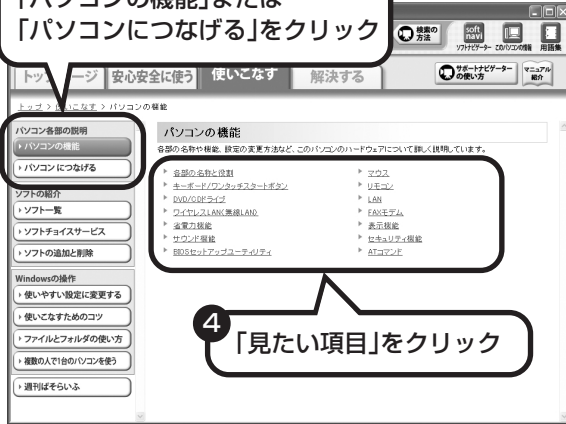 「パソコンの機能」または
「パソコンにつなげる」をクリック
検索の方法
soft navi
ソフトナビゲーター このパソコンの情報 用語集
安心安全に使う 使いこなす 解決する
サポートナビゲーターの使い方 マニュアル紹介
トップ > 使いこなす > パソコンの機能
パソコン各部の説明
パソコンの機能
パソコンにつなげる
ソフトの紹介
ソフト一覧
ソフトチョイスサービス
ソフトの追加と削除
Windowsの操作
使いやすい設定に変更する
使いこなすためのコツ
ファイルとフォルダの使い方
複数の人で1台のパソコンを使う
週刊ぱそらいふ
パソコンの機能
各部の名称や機能、設定の変更方法など、このパソコンのハードウェアについて詳しく説明しています。
各部の名称と役割
キーボード/ワンタッチスタートボタン
DVD/CDドライブ
ワイヤレスLAN(無線LAN)
省電力機能
サウンド機能
BIOSセットアップユーティリティ
マウス
リモコン
LAN
FAXモデム
表示機能
セキュリティ機能
ATコマンド
4
「見たい項目」をクリック